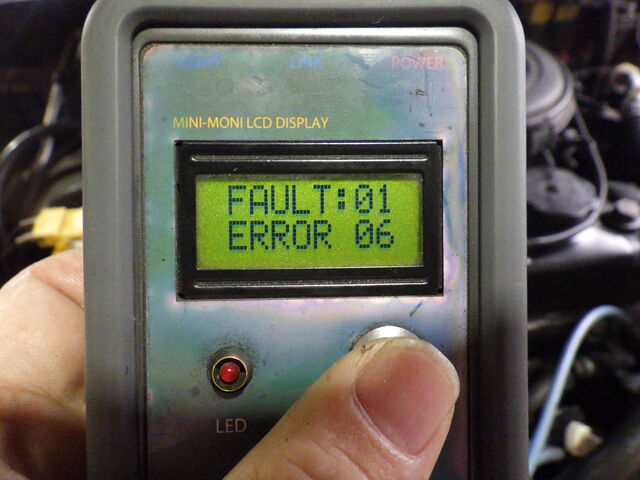 LIGHT LINK POWER
MINI-MONI LCD DISPLAY
FAULT:01
ERROR 06
LED